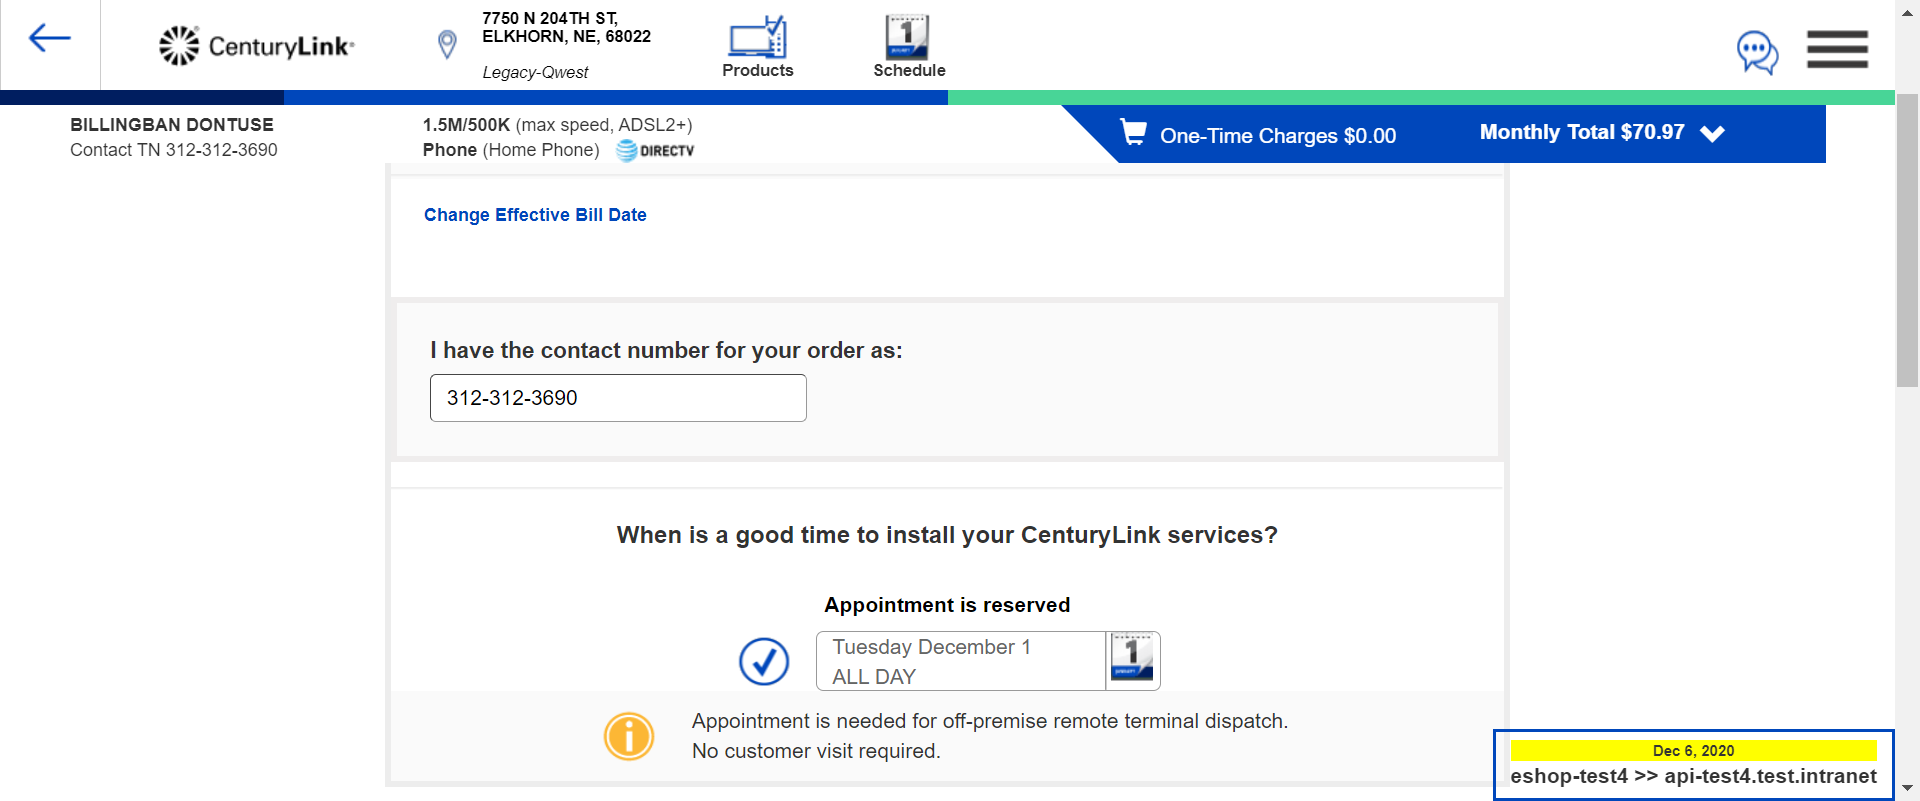 CenturyLink
7750 N 204TH ST,
ELKHORN, NE, 68022
Legacy-Qwest
Products
1
Schedule
BILLINGBAN DONTUSE
Contact TN 312-312-3690
1.5M/500K (max speed, ADSL2+)
Phone (Home Phone) AT&T DIRECTV
One-Time Charges $0.00
Monthly Total $70.97
Change Effective Bill Date
I have the contact number for your order as:
312-312-3690
When is a good time to install your CenturyLink services?
Appointment is reserved
Tuesday December 1
ALL DAY
1
Appointment is needed for off-premise remote terminal dispatch.
No customer visit required.
Dec 6, 2020
eshop-test4 >> api-test4.test.intranet